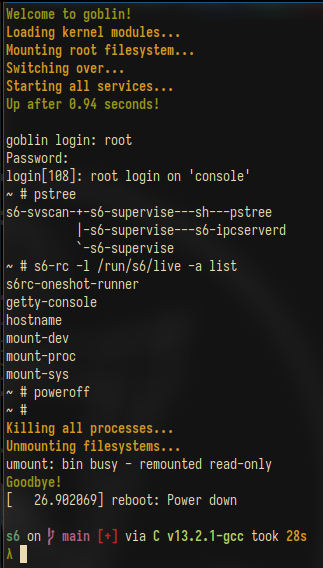 Welcome to goblin!
Loading kernel modules...
Mounting root filesystem...
Switching over...
Starting all services...
Up after 0.94 seconds!
goblin login: root
Password:
login[108]: root login on 'console'
~ # pstree
s6-svscan-+-s6-supervise---sh---pstree
          |-s6-supervise---s6-ipcserverd
          `-s6-supervise
~ # s6-rc -l /run/s6/live -a list
s6rc-oneshot-runner
getty-console
hostname
mount-dev
mount-proc
mount-sys
~ # poweroff
~ #
Killing all processes...
Unmounting filesystems...
umount: bin busy - remounted read-only
Goodbye!
[   26.902069] reboot: Power down
s6 on main [+] via C v13.2.1-gcc took 28s
λ